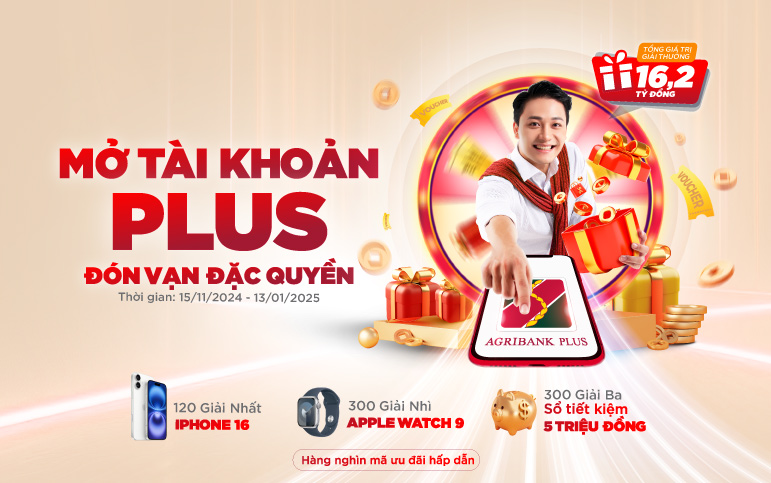 TỔNG GIÁ TRỊ
GIẢI THƯỞNG
16,2
TỶ ĐỒNG
VOUCHER
VOUCHER
MỞ TÀI KHOẢN
PLUS
ĐÓN VẠN ĐẶC QUYỀN
Thời gian: 15/11/2024 - 13/01/2025
AGRIBANK PLUS
120 Giải Nhất
IPHONE 16
300 Giải Nhì
APPLE WATCH 9
300 Giải Ba
Sổ tiết kiệm
5 TRIỆU ĐỒNG
Hàng nghìn mã ưu đãi hấp dẫn